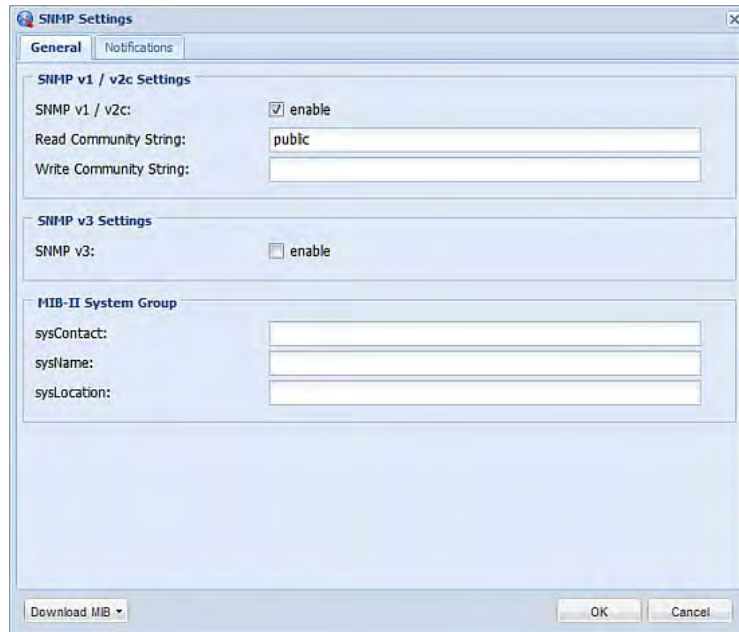 SNMP Settings
General Notifications
SNMP v1 / v2c Settings
SNMP v1 / v2c: enable
Read Community String: public
Write Community String:
SNMP v3 Settings
SNMP v3: enable
MIB-II System Group
sysContact:
sysName:
sysLocation:
Download MIB OK Cancel